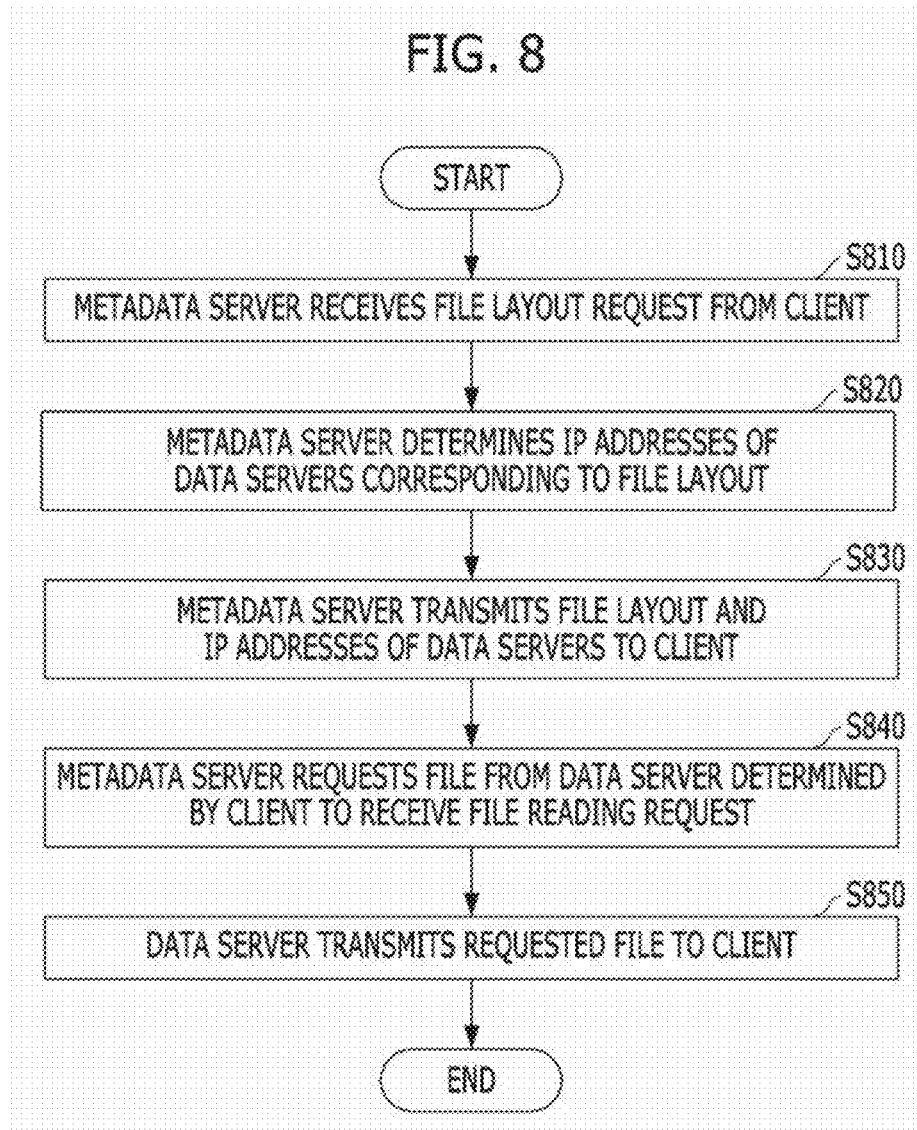 FIG. 8
START
S810
METADATA SERVER RECEIVES FILE LAYOUT REQUEST FROM CLIENT
S820
METADATA SERVER DETERMINES IP ADDRESSES OF
DATA SERVERS CORRESPONDING TO FILE LAYOUT
S830
METADATA SERVER TRANSMITS FILE LAYOUT AND
IP ADDRESSES OF DATA SERVERS TO CLIENT
S840
METADATA SERVER REQUESTS FILE FROM DATA SERVER DETERMINED
BY CLIENT TO RECEIVE FILE READING REQUEST
S850
DATA SERVER TRANSMITS REQUESTED FILE TO CLIENT
END